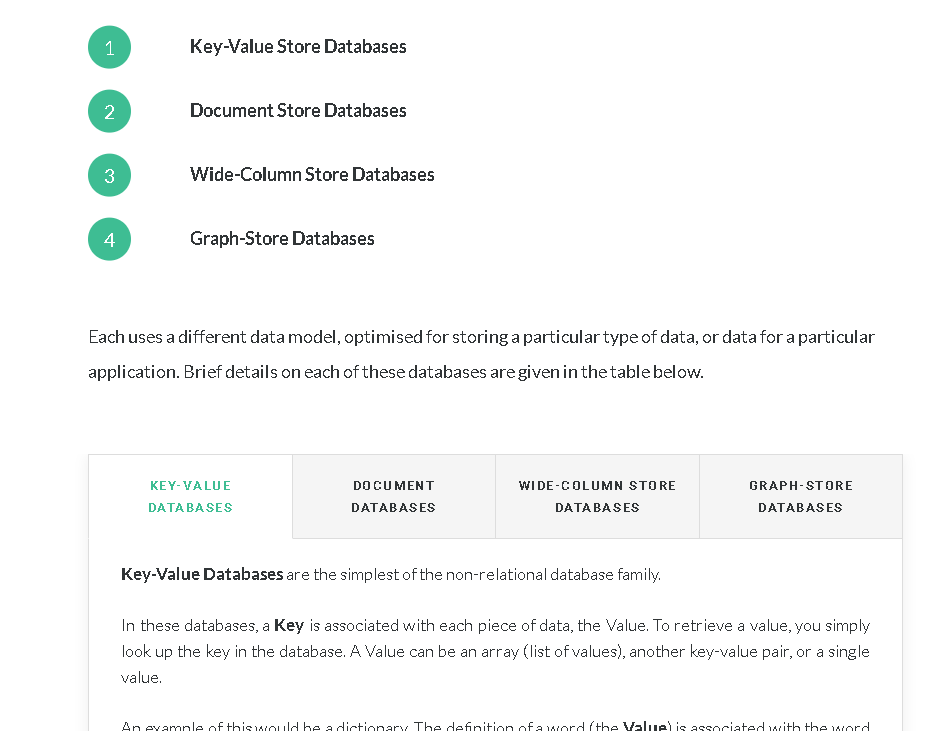 1 Key-Value Store Databases
2 Document Store Databases
3 Wide-Column Store Databases
4 Graph-Store Databases
Each uses a different data model, optimised for storing a particular type of data, or data for a particular
application. Brief details on each of these databases are given in the table below.
KEY-VALUE
DATABASES
DOCUMENT
DATABASES
WIDE-COLUMN STORE
DATABASES
GRAPH-STORE
DATABASES
Key-Value Databases are the simplest of the non-relational database family.
In these databases, a Key is associated with each piece of data, the Value. To retrieve a value, you simply
look up the key in the database. A Value can be an array (list of values), another key-value pair, or a single
value.
An example of this would be a dictionary. The definition of a word (the Value) is associated with the word